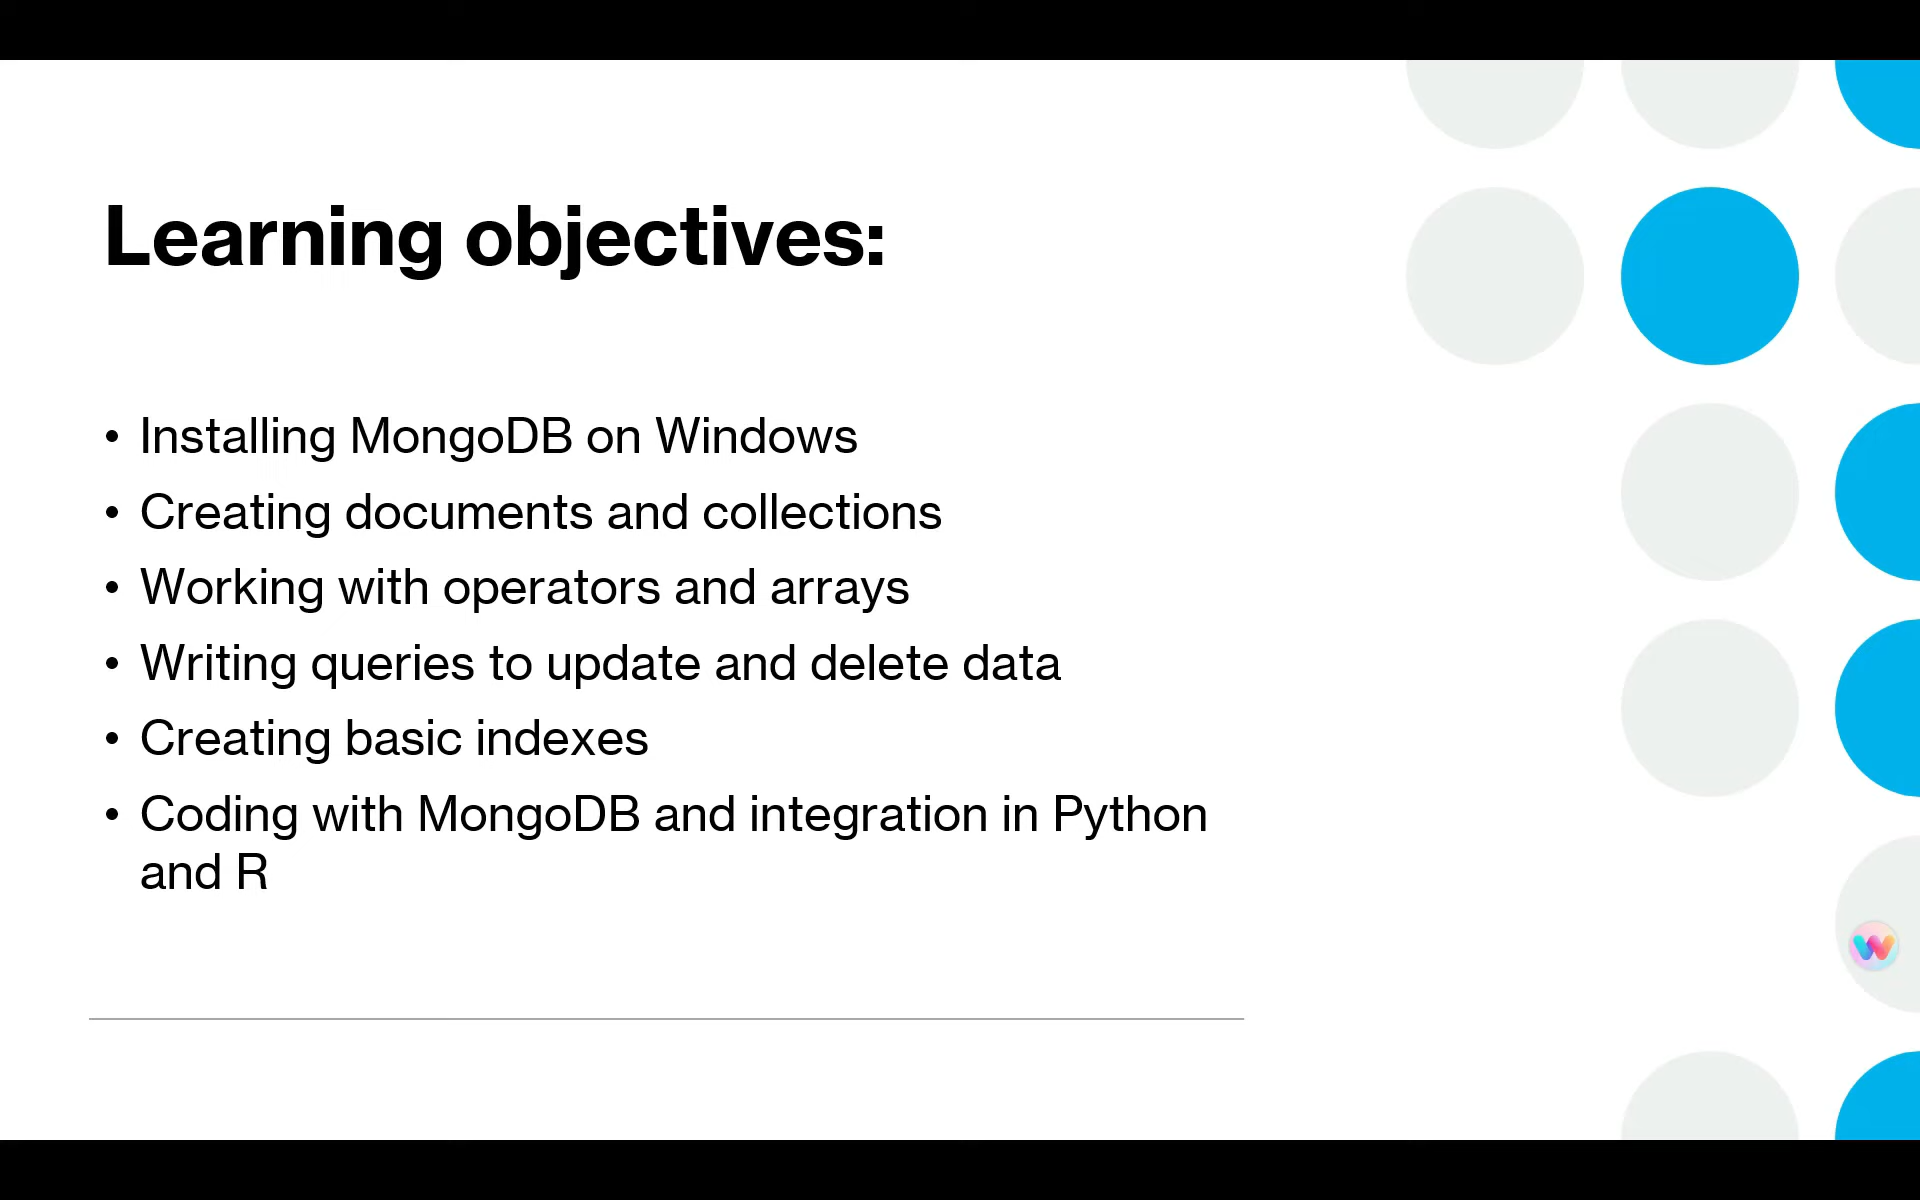 Learning objectives:
• Installing MongoDB on Windows
• Creating documents and collections
• Working with operators and arrays
• Writing queries to update and delete data
• Creating basic indexes
• Coding with MongoDB and integration in Python
and R